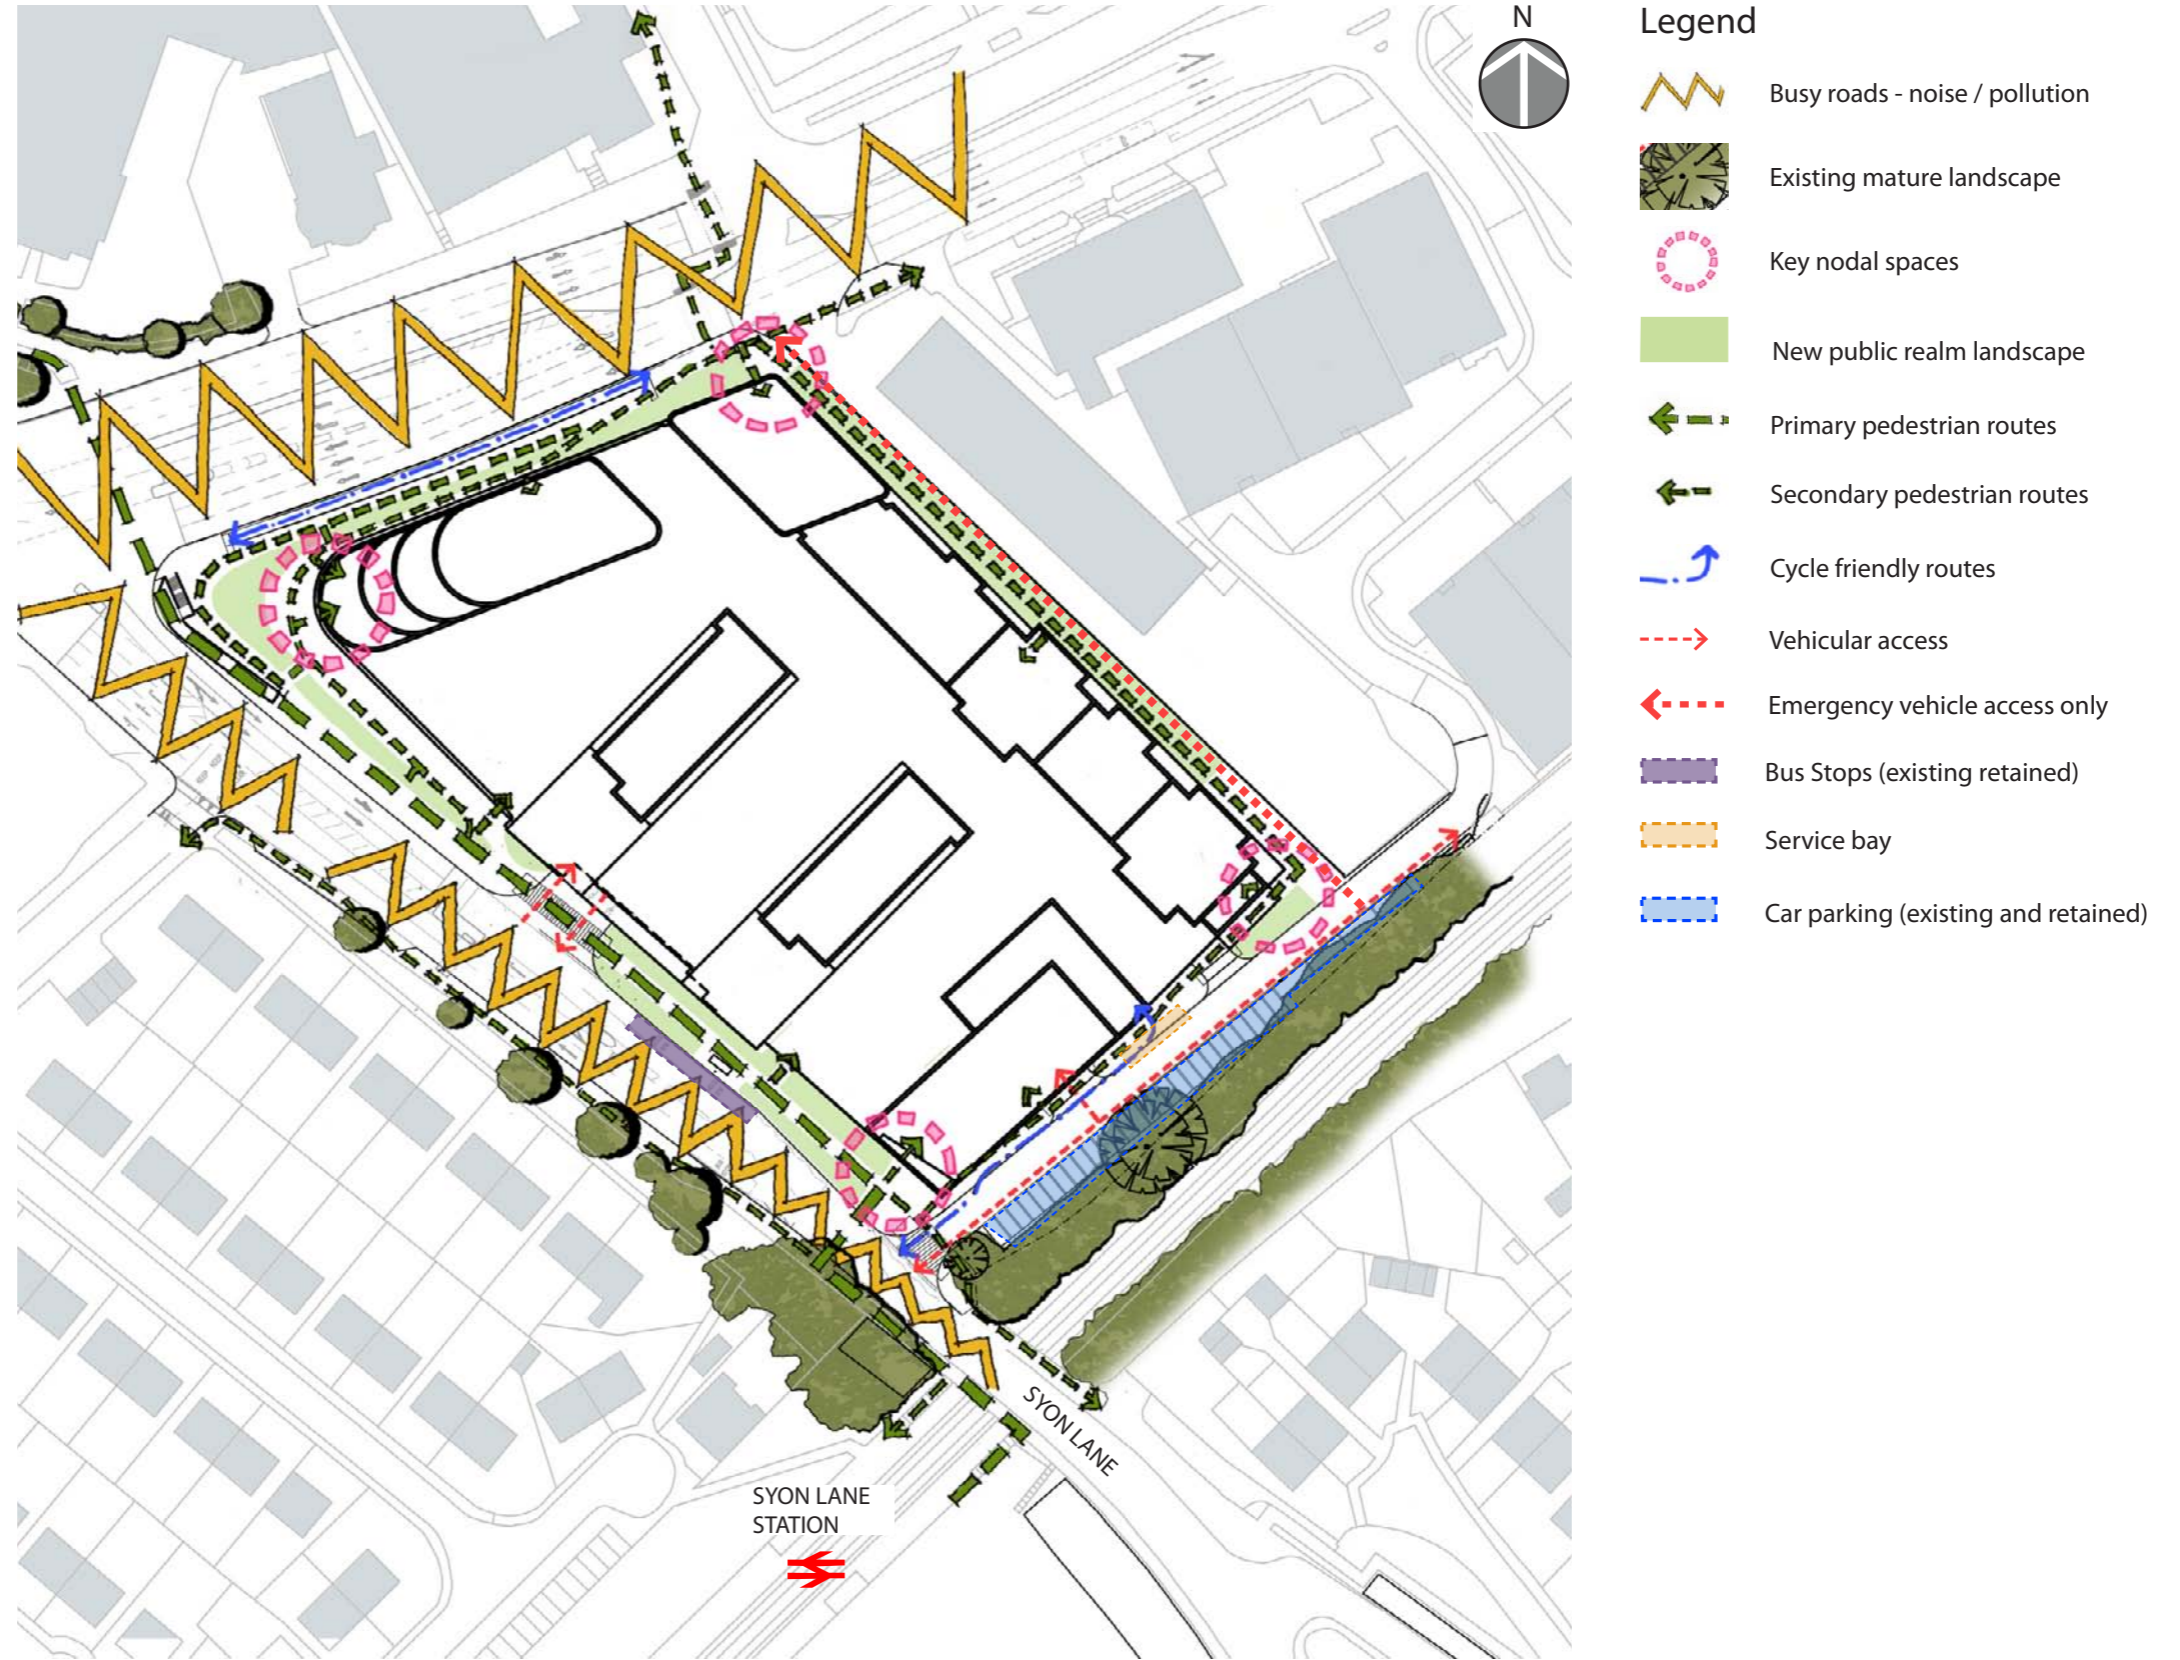 N
Legend
Busy roads - noise / pollution
Existing mature landscape
Key nodal spaces
New public realm landscape
Primary pedestrian routes
Secondary pedestrian routes
Cycle friendly routes
Vehicular access
Emergency vehicle access only
Bus Stops (existing retained)
Service bay
Car parking (existing and retained)
SYON LANE
SYON LANE
STATION